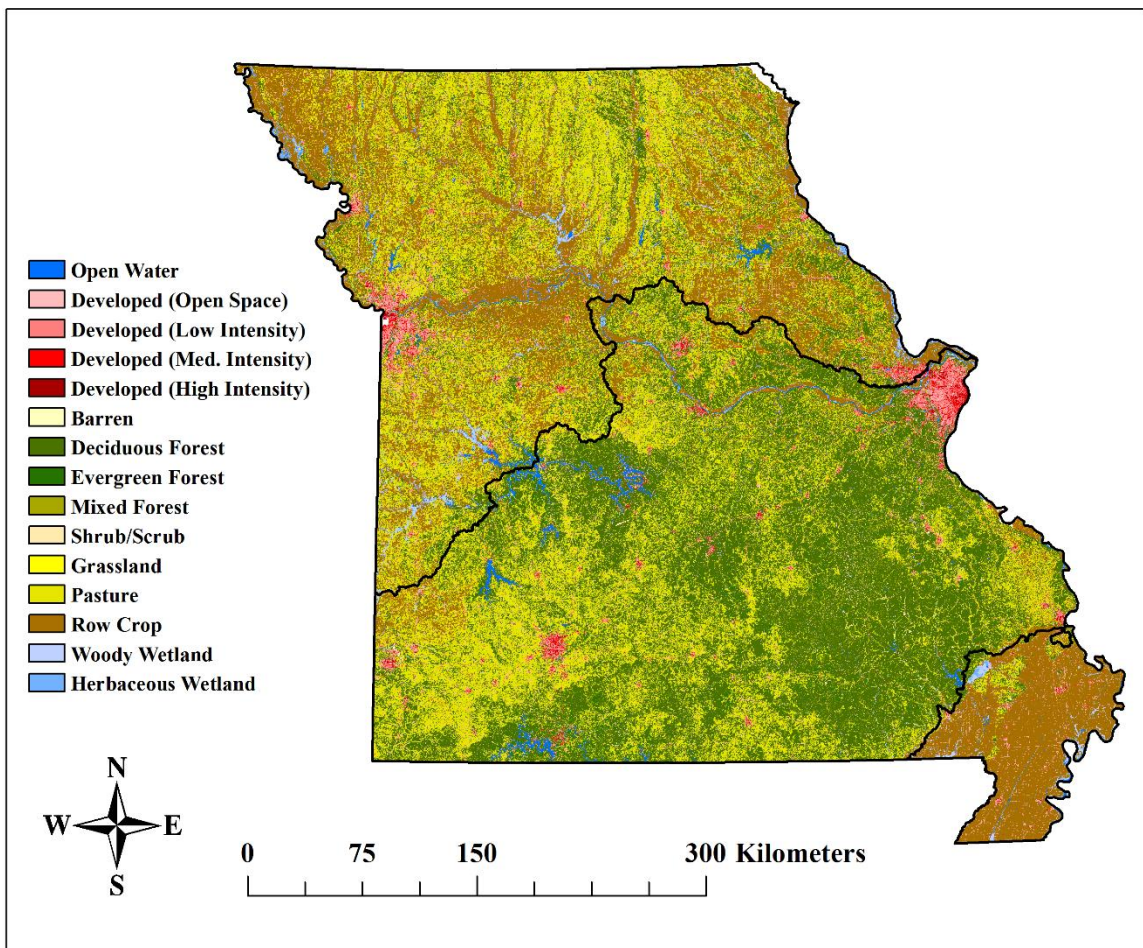 Open Water
Developed (Open Space)
Developed (Low Intensity)
Developed (Med. Intensity)
Developed (High Intensity)
Barren
Deciduous Forest
Evergreen Forest
Mixed Forest
Shrub/Scrub
Grassland
Pasture
Row Crop
Woody Wetland
Herbaceous Wetland
N
W E
S
0 75 150 300 Kilometers